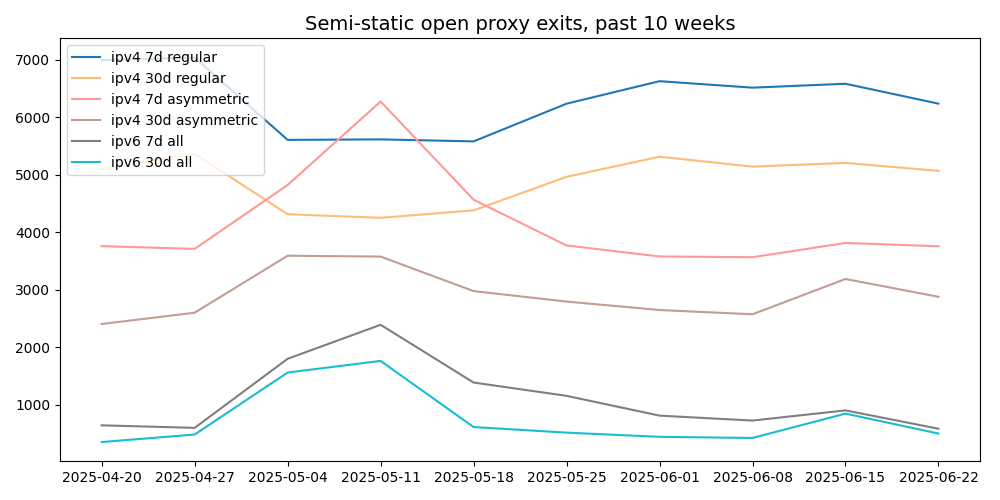 Semi-static open proxy exits, past 10 weeks
7000
6000
5000
4000
3000
2000
1000
ipv4 7d regular
ipv4 30d regular
ipv4 7d asymmetric
ipv4 30d asymmetric
ipv6 7d all
ipv6 30d all
2025-04-20 2025-04-27 2025-05-04 2025-05-11 2025-05-18 2025-05-25 2025-06-01 2025-06-08 2025-06-15 2025-06-22